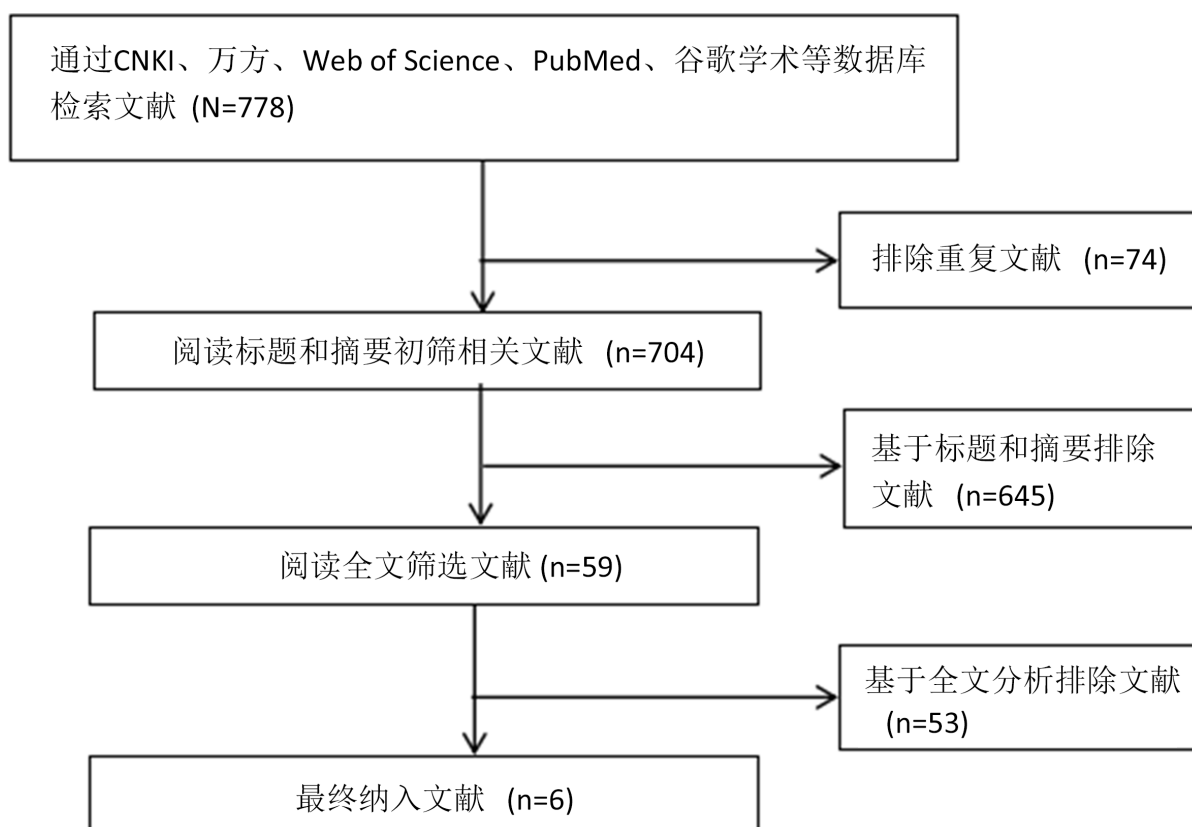 通过CNKI、万方、Web of Science、PubMed、谷歌学术等数据库
检索文献 (N=778)
排除重复文献 (n=74)
阅读标题和摘要初筛相关文献 (n=704)
基于标题和摘要排除
文献 (n=645)
阅读全文筛选文献 (n=59)
基于全文分析排除文献
(n=53)
最终纳入文献 (n=6)